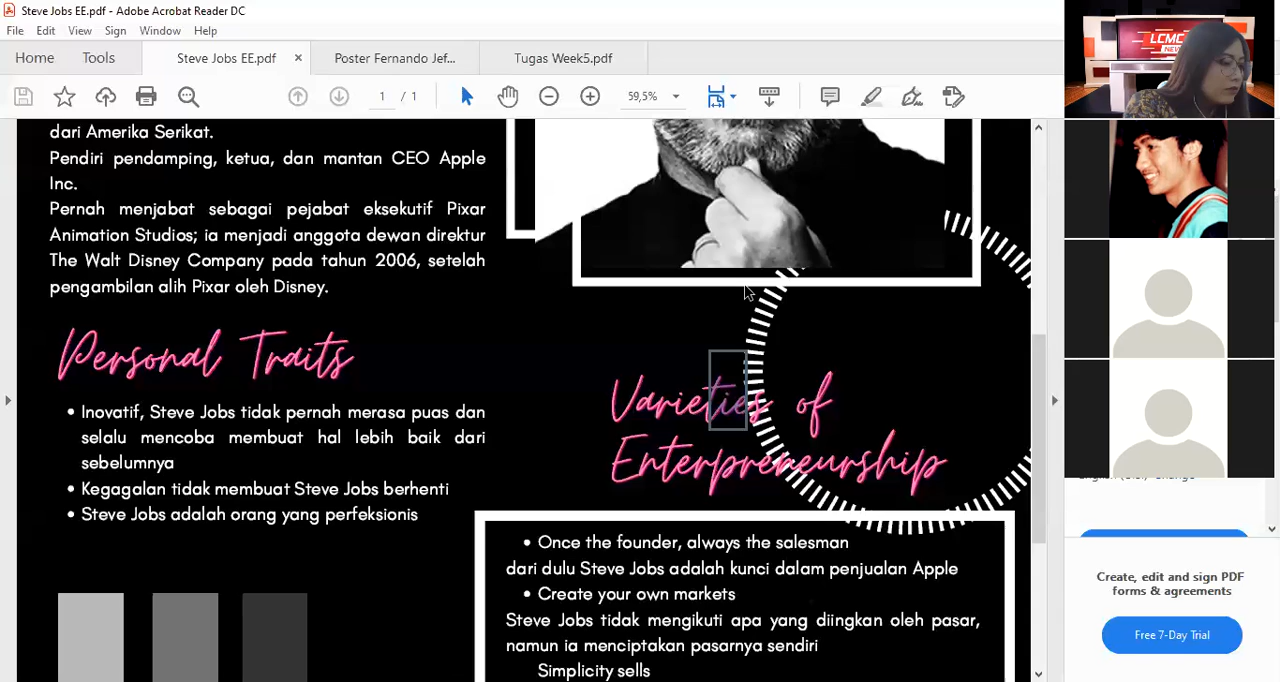 Steve Jobs EE.pdf - Adobe Acrobat Reader DC
File Edit View Sign Window Help
Home Tools Steve Jobs EE.pdf × Poster Fernando Jef... Tugas Week5.pdf
1 / 1 59,5%
dari Amerika Serikat.
Pendiri pendamping, ketua, dan mantan CEO Apple
Inc.
Pernah menjabat sebagai pejabat eksekutif Pixar
Animation Studios; ia menjadi anggota dewan direktur
The Walt Disney Company pada tahun 2006, setelah
pengambilan alih Pixar oleh Disney.
Personal Traits
• Inovatif, Steve Jobs tidak pernah merasa puas dan
selalu mencoba membuat hal lebih baik dari
sebelumnya
• Kegagalan tidak membuat Steve Jobs berhenti
• Steve Jobs adalah orang yang perfeksionis
Varieties of
Enterpreneurship
• Once the founder, always the salesman
dari dulu Steve Jobs adalah kunci dalam penjualan Apple
• Create your own markets
Steve Jobs tidak mengikuti apa yang diingkan oleh pasar,
namun ia menciptakan pasarnya sendiri
Simplicity sells
LCMC
NEWS
Create, edit and sign PDF
forms & agreements
Free 7-Day Trial